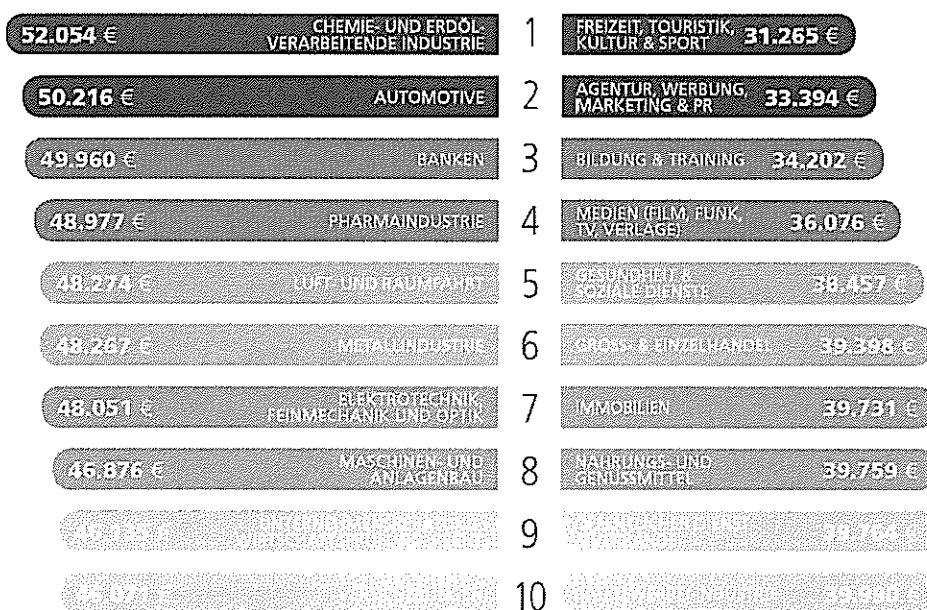 52.054 € CHEMIE- UND ERDÖL-
VERARBEITENDE INDUSTRIE
1
FREIZEIT, TOURISTIK,
KULTUR & SPORT 31.265 €
50.216 € AUTOMOTIVE
2
AGENTUR, WERBUNG,
MARKETING & PR 33.394 €
49.960 € BANKEN
3
BILDUNG & TRAINING 34.202 €
48.977 € PHARMAINDUSTRIE
4
MEDIEN (FILM, FUNK,
TV, VERLAGE) 36.076 €
48.274 € LUFT- UND RAUMFAHRT
5
GESUNDHEIT &
SOZIALE DIENSTE 38.457 €
48.267 € METALLINDUSTRIE
6
GROSS- & EINZELHANDEL 39.398 €
48.051 € ELEKTROTECHNIK,
FEINMECHANIK UND OPTIK
7
IMMOBILIEN 39.731 €
46.876 € MASCHINEN- UND
ANLAGENBAU
8
NAHRUNGS- UND
GENUSSMITTEL 39.759 €
9
39.764 €
10